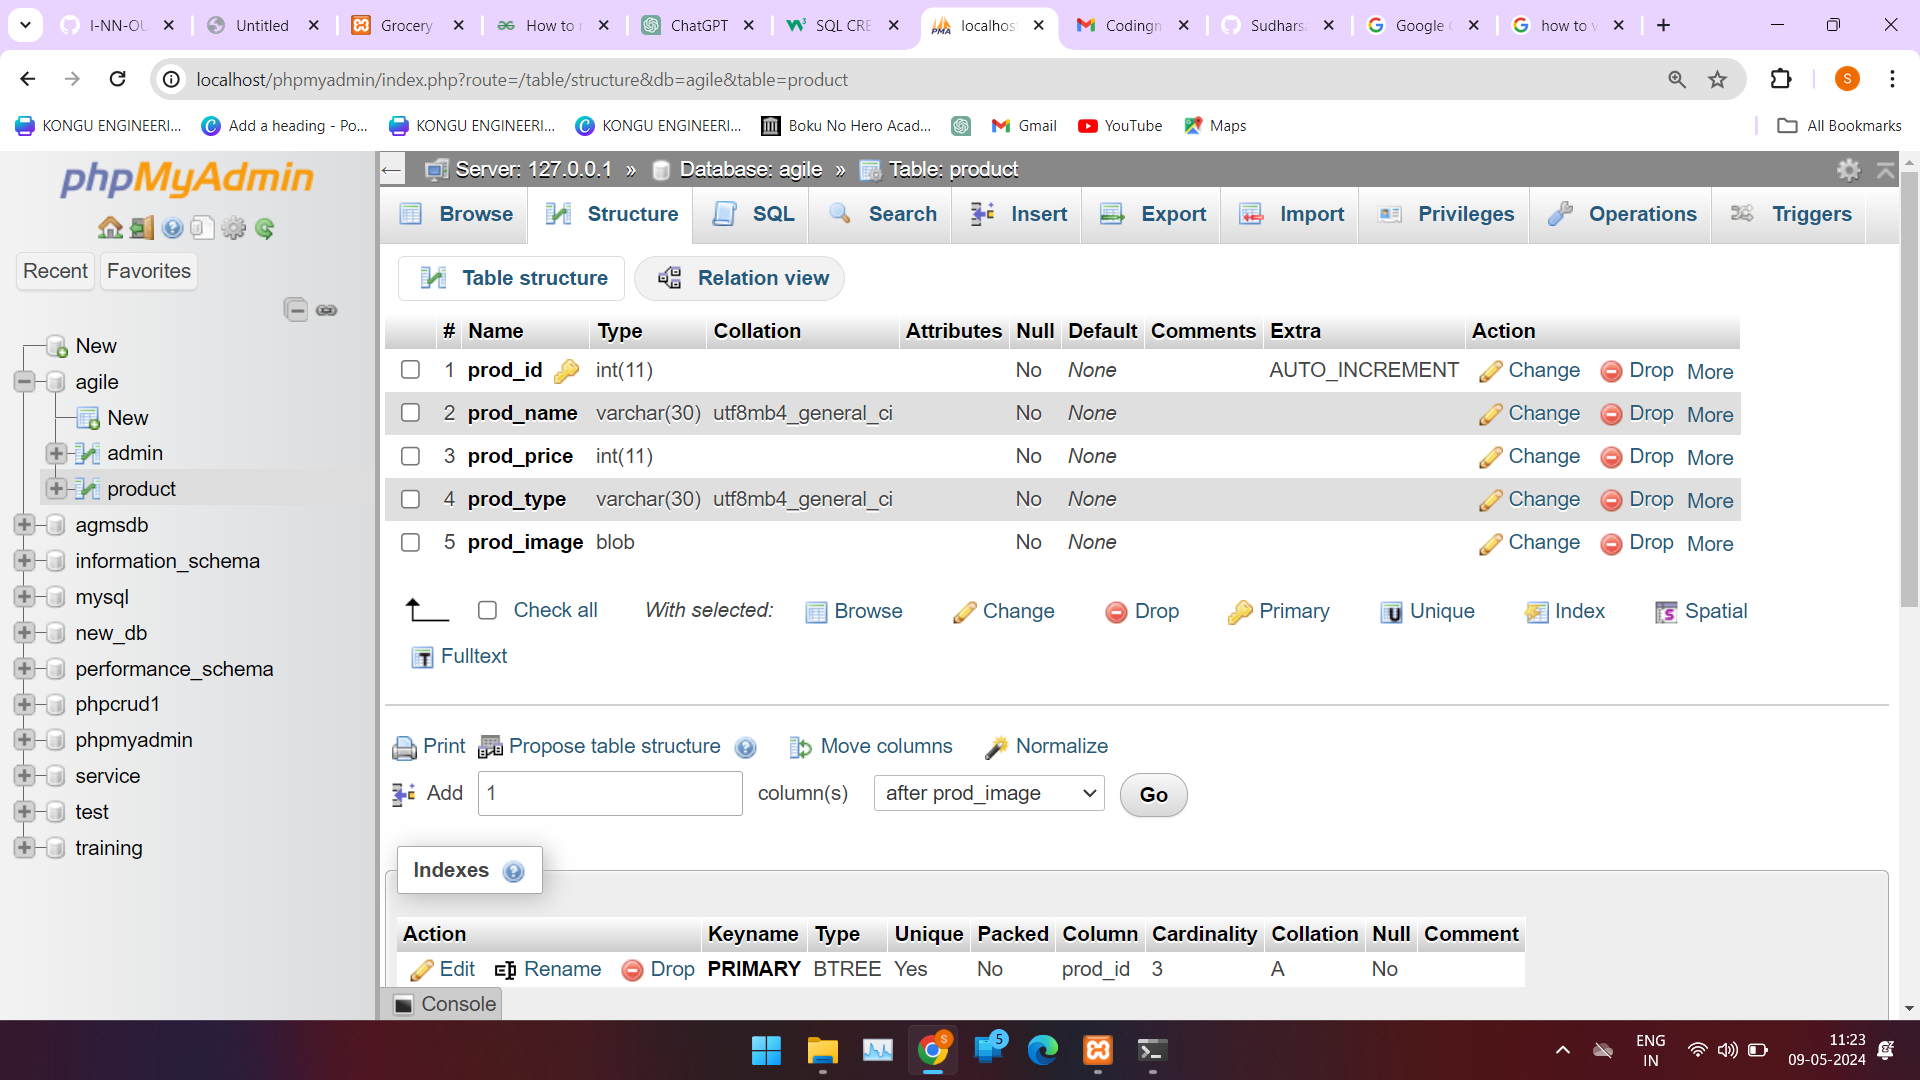 I-NN-OU
Untitled
Grocery
How to r
ChatGPT
SQL CRE
localhost
Codingn
Sudhars
Google
how to v
localhost/phpmyadmin/index.php?route=/table/structure&db=agile&table=product
S
KONGU ENGINEERI...
Add a heading - Po...
KONGU ENGINEERI...
KONGU ENGINEERI...
Boku No Hero Acad...
Gmail
YouTube
Maps
All Bookmarks
phpMyAdmin
Recent
Favorites
New
agile
New
admin
product
agmsdb
information_schema
mysql
new_db
performance_schema
phpcrud1
phpmyadmin
service
test
training
Server: 127.0.0.1 » Database: agile » Table: product
Browse Structure SQL Search Insert Export Import Privileges Operations Triggers
Table structure Relation view
# Name Type Collation Attributes Null Default Comments Extra Action
1 prod_id int(11) No None AUTO_INCREMENT Change Drop More
2 prod_name varchar(30) utf8mb4_general_ci No None Change Drop More
3 prod_price int(11) No None Change Drop More
4 prod_type varchar(30) utf8mb4_general_ci No None Change Drop More
5 prod_image blob No None Change Drop More
Check all With selected: Browse Change Drop Primary Unique Index Spatial
Fulltext
Print Propose table structure Move columns Normalize
Add 1 column(s) after prod_image Go
Indexes
Action Keyname Type Unique Packed Column Cardinality Collation Null Comment
Edit Rename Drop PRIMARY BTREE Yes No prod_id 3 A No
Console
S
5
ENG
IN
11:23
09-05-2024